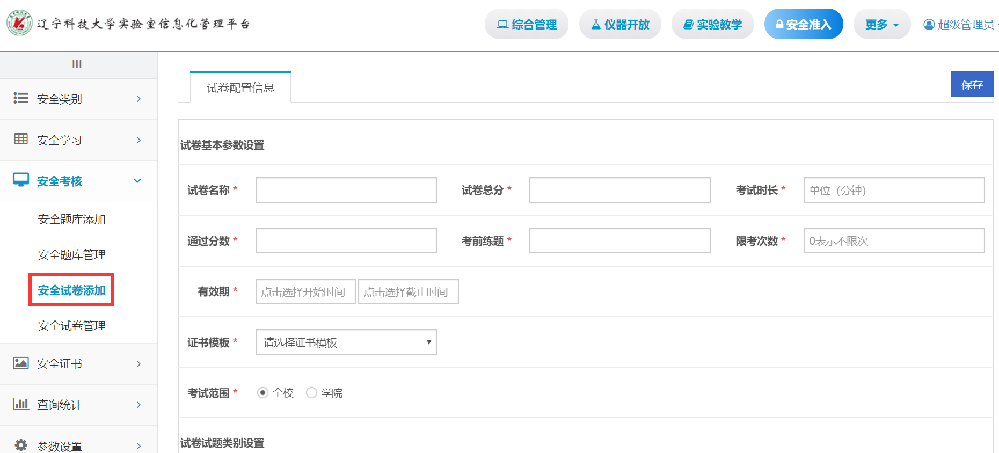 辽宁科技大学实验室信息化管理平台
综合管理 仪器开放 实验教学 安全准入 更多 超级管理员
安全类别
安全学习
安全考核
安全题库添加
安全题库管理
安全试卷添加
安全试卷管理
安全证书
查询统计
参数设置
试卷配置信息 保存
试卷基本参数设置
试卷名称 * 试卷总分 * 考试时长 * 单位（分钟）
通过分数 * 考前练题 * 限考次数 * 0表示不限次
有效期 * 点击选择开始时间 点击选择截止时间
证书模板 * 请选择证书模板
考试范围 * 全校 学院
试卷试题类别设置